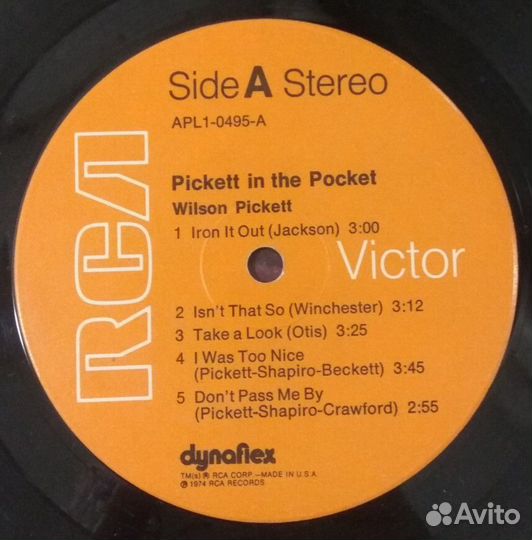 Side A Stereo
APL1-0495-A
RCA
Pickett in the Pocket
Wilson Pickett
1 Iron It Out (Jackson) 3:00
Victor
2 Isn't That So (Winchester) 3:12
3 Take a Look (Otis) 3:25
4 I Was Too Nice
(Pickett-Shapiro-Beckett) 3:45
5 Don't Pass Me By
(Pickett-Shapiro-Crawford) 2:55
dynaflex
TM(s) ® RCA CORP.—MADE IN U.S.A.
℗ 1974 RCA RECORDS
Avito